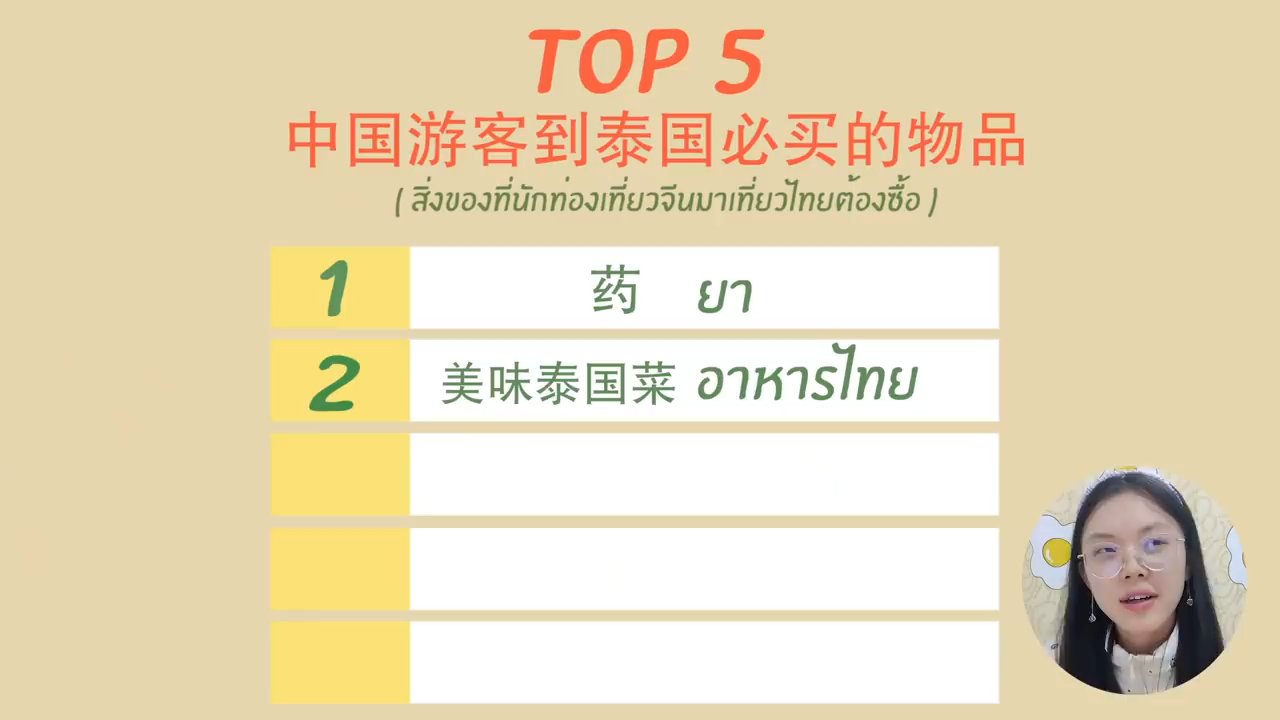 TOP 5
中国游客到泰国必买的物品
( สิ่งของที่นักท่องเที่ยวจีนมาเที่ยวไทยต้องซื้อ )
1 药 ยา
2 美味泰国菜 อาหารไทย